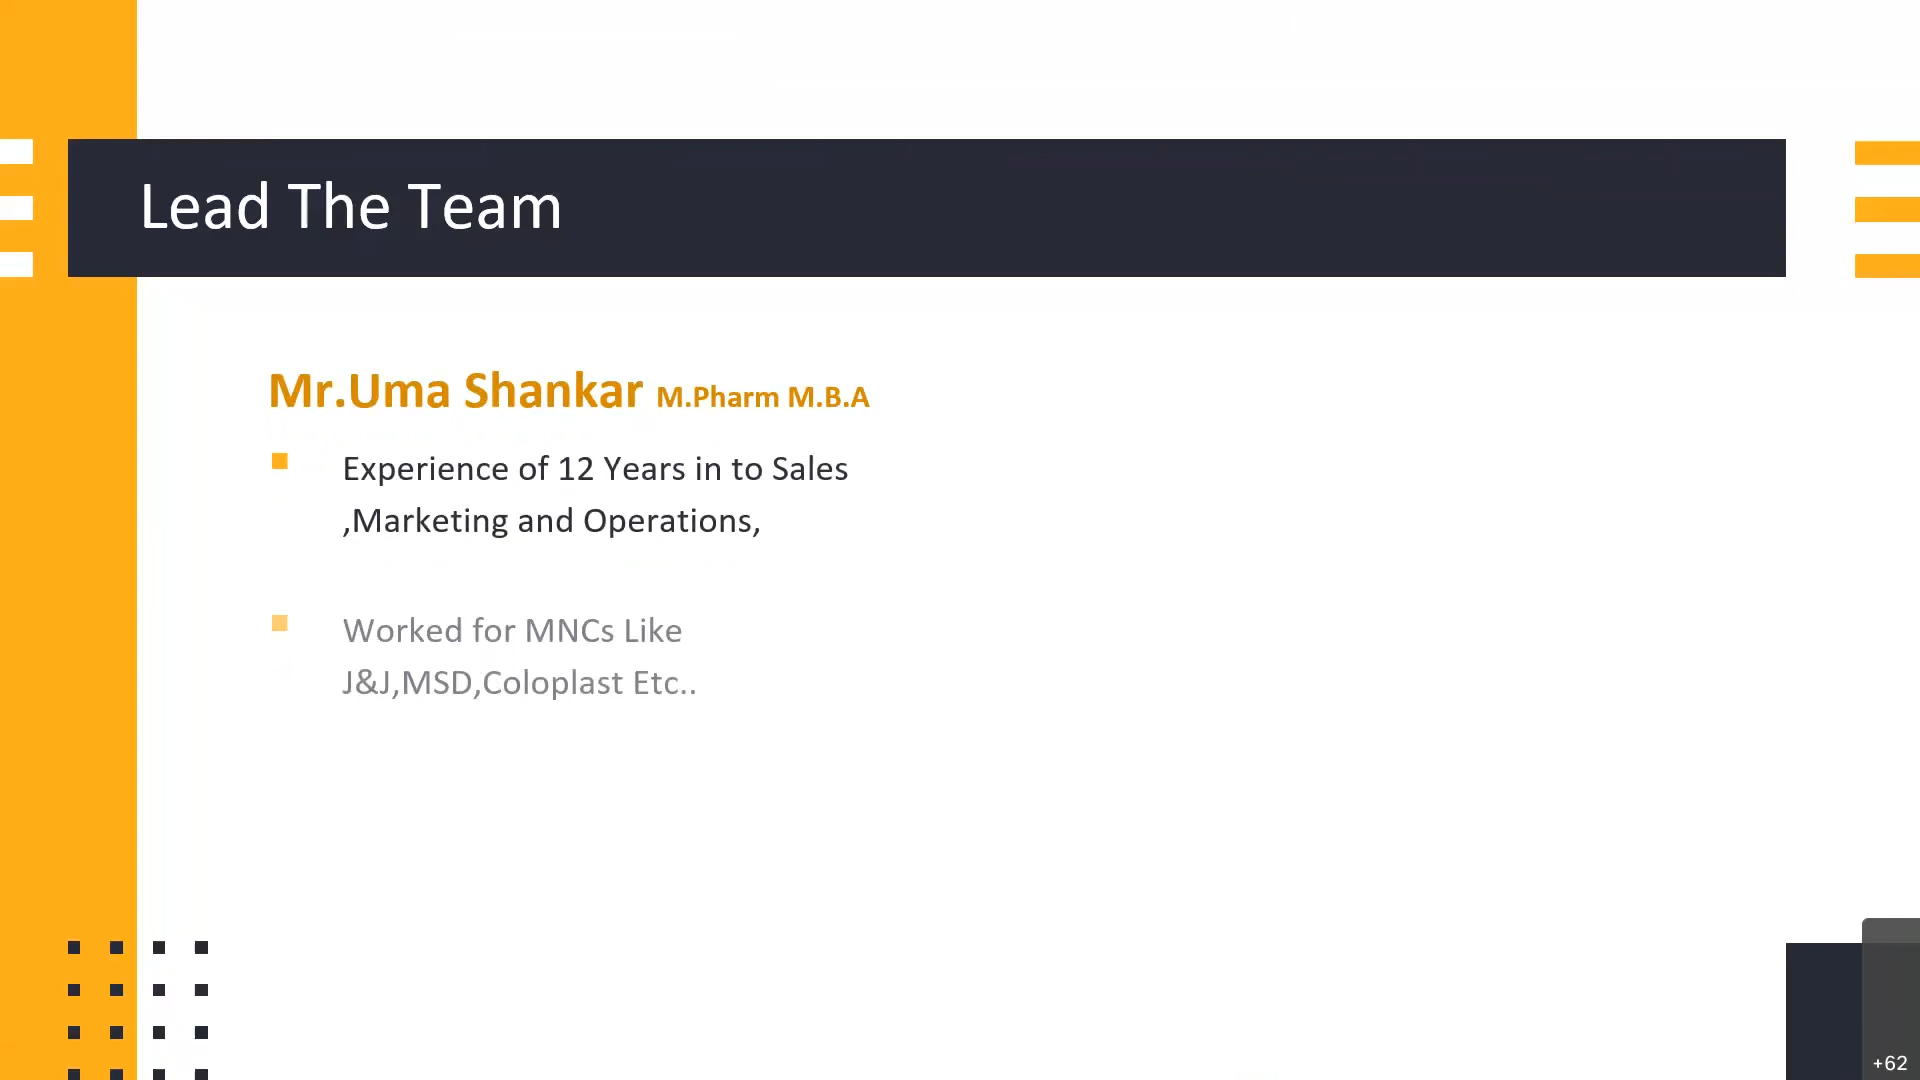 Lead The Team
Mr.Uma Shankar M.Pharm M.B.A
Experience of 12 Years in to Sales
,Marketing and Operations,
Worked for MNCs Like
J&J,MSD,Coloplast Etc..
+62